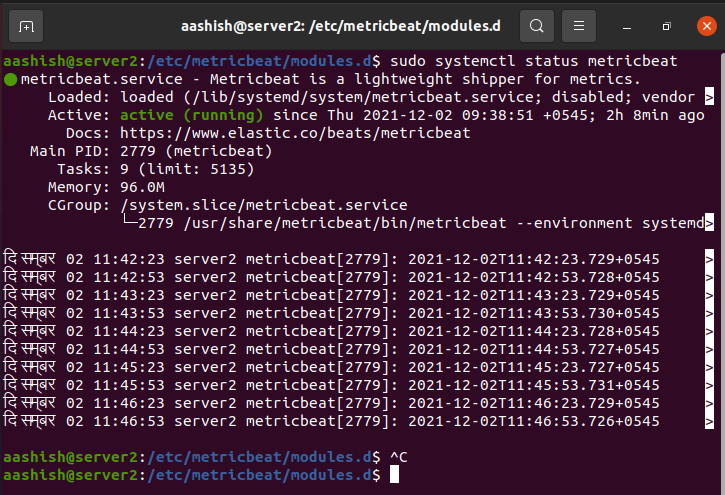 aashish@server2: /etc/metricbeat/modules.d
aashish@server2:/etc/metricbeat/modules.d$ sudo systemctl status metricbeat
● metricbeat.service - Metricbeat is a lightweight shipper for metrics.
Loaded: loaded (/lib/systemd/system/metricbeat.service; disabled; vendor >
Active: active (running) since Thu 2021-12-02 09:38:51 +0545; 2h 8min ago
Docs: https://www.elastic.co/beats/metricbeat
Main PID: 2779 (metricbeat)
Tasks: 9 (limit: 5135)
Memory: 96.0M
CGroup: /system.slice/metricbeat.service
└─2779 /usr/share/metricbeat/bin/metricbeat --environment systemd>
दिसम्बर 02 11:42:23 server2 metricbeat[2779]: 2021-12-02T11:42:23.729+0545 >
दिसम्बर 02 11:42:53 server2 metricbeat[2779]: 2021-12-02T11:42:53.728+0545 >
दिसम्बर 02 11:43:23 server2 metricbeat[2779]: 2021-12-02T11:43:23.729+0545 >
दिसम्बर 02 11:43:53 server2 metricbeat[2779]: 2021-12-02T11:43:53.730+0545 >
दिसम्बर 02 11:44:23 server2 metricbeat[2779]: 2021-12-02T11:44:23.728+0545 >
दिसम्बर 02 11:44:53 server2 metricbeat[2779]: 2021-12-02T11:44:53.727+0545 >
दिसम्बर 02 11:45:23 server2 metricbeat[2779]: 2021-12-02T11:45:23.727+0545 >
दिसम्बर 02 11:45:53 server2 metricbeat[2779]: 2021-12-02T11:45:53.731+0545 >
दिसम्बर 02 11:46:23 server2 metricbeat[2779]: 2021-12-02T11:46:23.729+0545 >
दिसम्बर 02 11:46:53 server2 metricbeat[2779]: 2021-12-02T11:46:53.726+0545 >
aashish@server2:/etc/metricbeat/modules.d$ ^C
aashish@server2:/etc/metricbeat/modules.d$